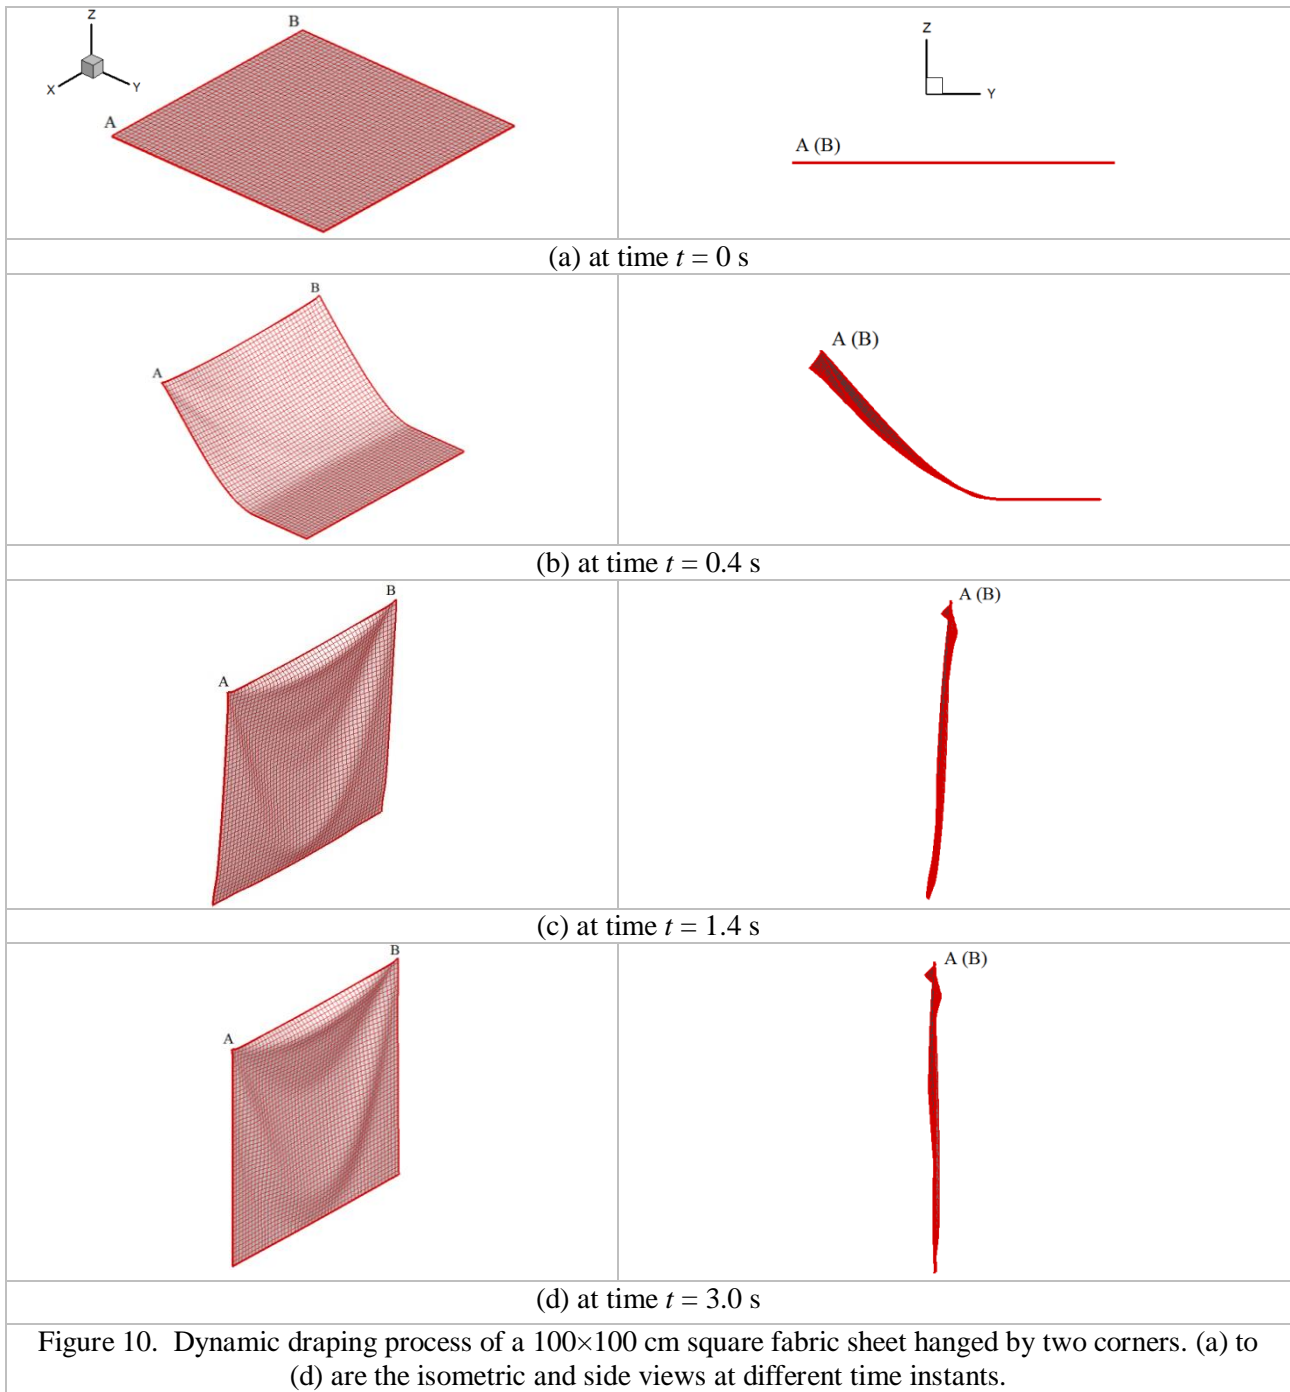 Z
X
Y
A
B
Z
Y
A (B)
(a) at time t = 0 s
A
B
A (B)
(b) at time t = 0.4 s
A
B
A (B)
(c) at time t = 1.4 s
A
B
A (B)
(d) at time t = 3.0 s
Figure 10. Dynamic draping process of a 100×100 cm square fabric sheet hanged by two corners. (a) to
(d) are the isometric and side views at different time instants.